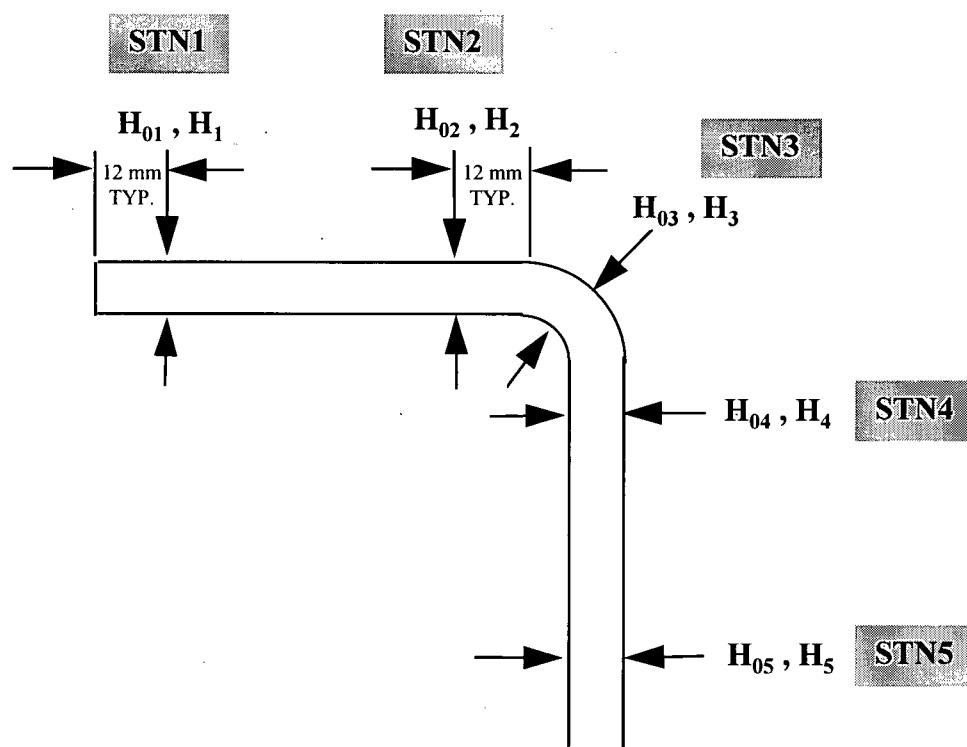 STN1
STN2
H01 , H1
H02 , H2
STN3
12 mm
TYP.
12 mm
TYP.
H03 , H3
H04 , H4
STN4
H05 , H5
STN5